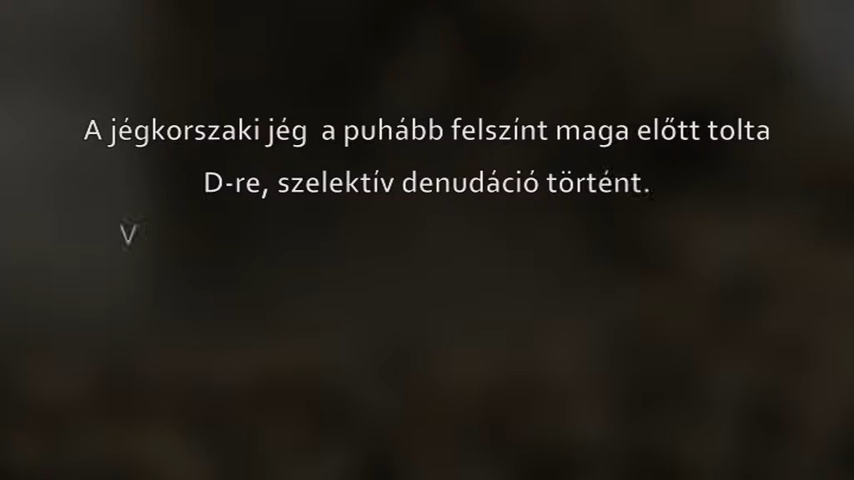 A jégkorszaki jég  a puhább felszínt maga előtt tolta
D-re, szelektív denudáció történt.
V